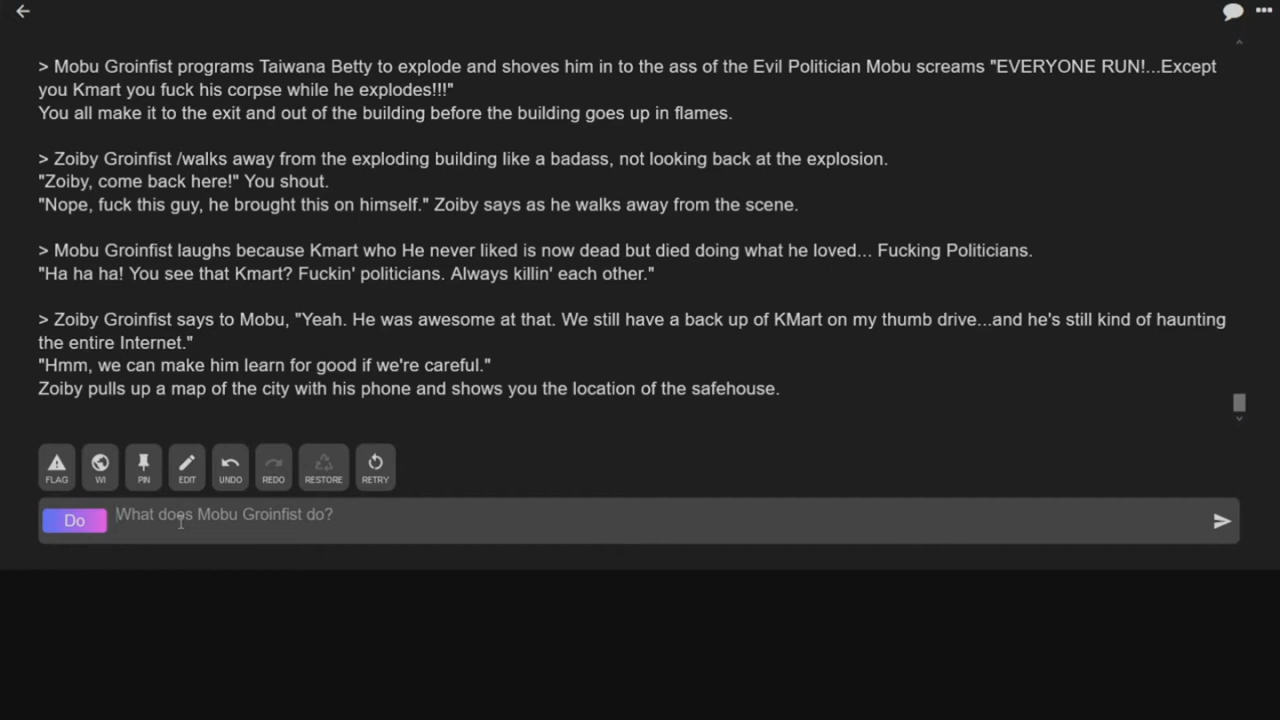 > Mobu Groinfist programs Taiwana Betty to explode and shoves him in to the ass of the Evil Politician Mobu screams "EVERYONE RUN!...Except
you Kmart you fuck his corpse while he explodes!!!"
You all make it to the exit and out of the building before the building goes up in flames.
> Zoiby Groinfist /walks away from the exploding building like a badass, not looking back at the explosion.
"Zoiby, come back here!" You shout.
"Nope, fuck this guy, he brought this on himself." Zoiby says as he walks away from the scene.
> Mobu Groinfist laughs because Kmart who He never liked is now dead but died doing what he loved... Fucking Politicians.
"Ha ha ha! You see that Kmart? Fuckin' politicians. Always killin' each other."
> Zoiby Groinfist says to Mobu, "Yeah. He was awesome at that. We still have a back up of KMart on my thumb drive...and he's still kind of haunting
the entire Internet."
"Hmm, we can make him learn for good if we're careful."
Zoiby pulls up a map of the city with his phone and shows you the location of the safehouse.
FLAG WI PIN EDIT UNDO REDO RESTORE RETRY
Do What does Mobu Groinfist do?